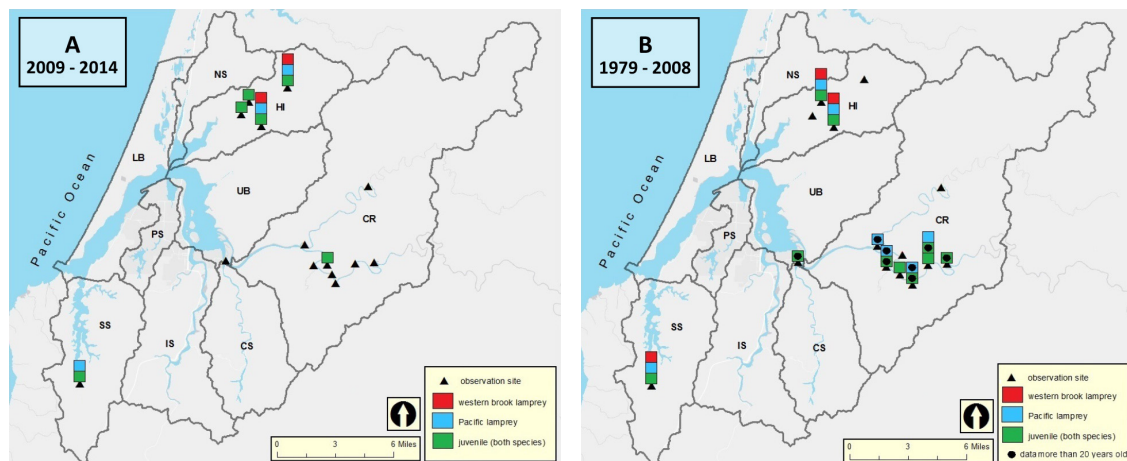 A
2009 - 2014
NS
HI
LB
Pacific Ocean
UB
CR
PS
SS
IS
CS
observation site
western brook lamprey
Pacific lamprey
juvenile (both species)
0 3 6 Miles
B
1979 - 2008
NS
HI
LB
Pacific Ocean
UB
CR
PS
SS
IS
CS
observation site
western brook lamprey
Pacific lamprey
juvenile (both species)
data more than 20 years old
0 3 6 Miles